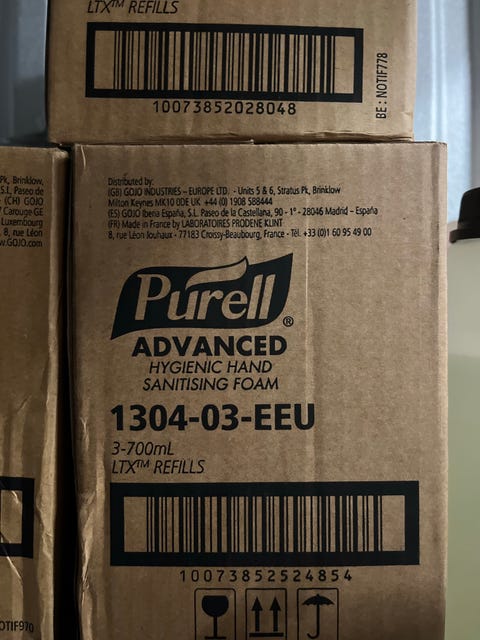 LTX™ REFILLS
10073852028048
BE: NOTIF778
Pk, Brinklow,
S.L, Paseo de
(CH) GOJO
Carouge GE
Luxembourg
8, rue Léon
w.GOJO.com
OTIF970
Distributed by:
(GB) GOJO INDUSTRIES – EUROPE LTD. - Units 5 & 6, Stratus Pk, Brinklow
Milton Keynes MK10 0DE UK +44 (0) 1908 588444
(ES) GOJO Iberia España, S.L. Paseo de la Castellana, 90 - 1º - 28046 Madrid – España
(FR) Made in France by LABORATOIRES PRODENE KLINT
8, rue Léon Jouhaux - 77183 Croissy-Beaubourg, France - Tél. +33 (0)1 60 95 49 00
Purell®
ADVANCED
HYGIENIC HAND
SANITISING FOAM
1304-03-EEU
3-700mL
LTX™ REFILLS
10073852524854